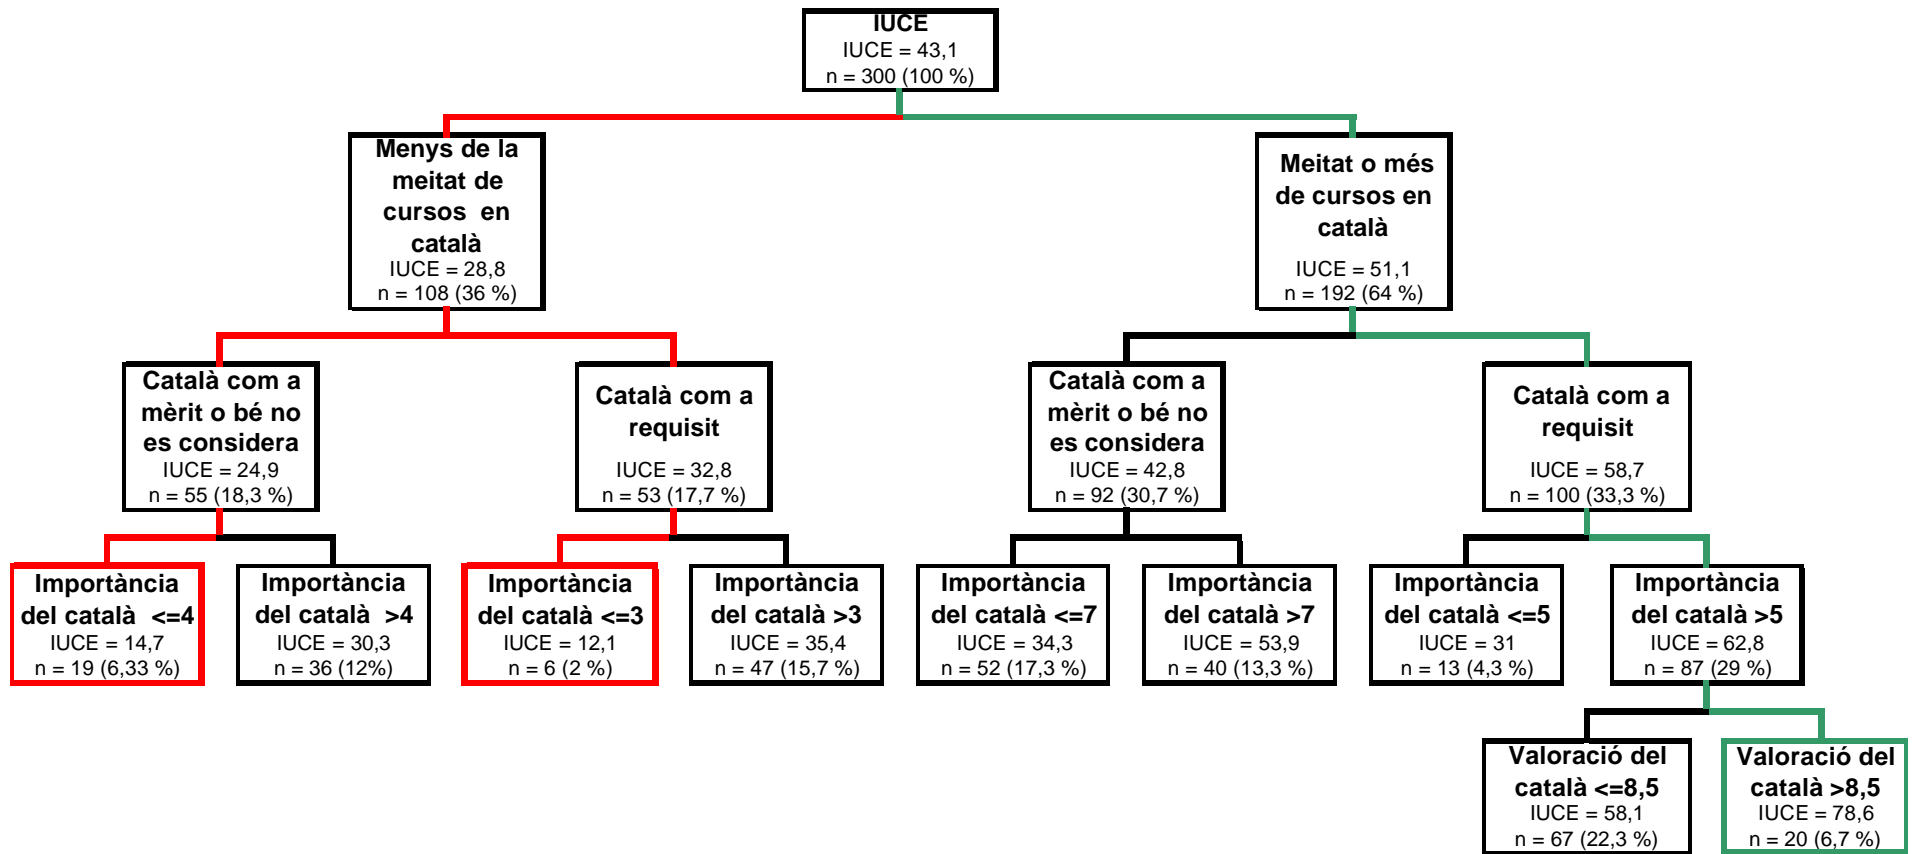 IUCE
IUCE = 43,1
n = 300 (100 %)
Menys de la
meitat de
cursos en
català
IUCE = 28,8
n = 108 (36 %)
Meitat o més
de cursos en
català
IUCE = 51,1
n = 192 (64 %)
Català com a
mèrit o bé no
es considera
IUCE = 24,9
n = 55 (18,3 %)
Català com a
requisit
IUCE = 32,8
n = 53 (17,7 %)
Català com a
mèrit o bé no
es considera
IUCE = 42,8
n = 92 (30,7 %)
Català com a
requisit
IUCE = 58,7
n = 100 (33,3 %)
Importància
del català <=4
IUCE = 14,7
n = 19 (6,33 %)
Importància
del català >4
IUCE = 30,3
n = 36 (12%)
Importància
del català <=3
IUCE = 12,1
n = 6 (2 %)
Importància
del català >3
IUCE = 35,4
n = 47 (15,7 %)
Importància
del català <=7
IUCE = 34,3
n = 52 (17,3 %)
Importància
del català >7
IUCE = 53,9
n = 40 (13,3 %)
Importància
del català <=5
IUCE = 31
n = 13 (4,3 %)
Importància
del català >5
IUCE = 62,8
n = 87 (29 %)
Valoració del
català <=8,5
IUCE = 58,1
n = 67 (22,3 %)
Valoració del
català >8,5
IUCE = 78,6
n = 20 (6,7 %)